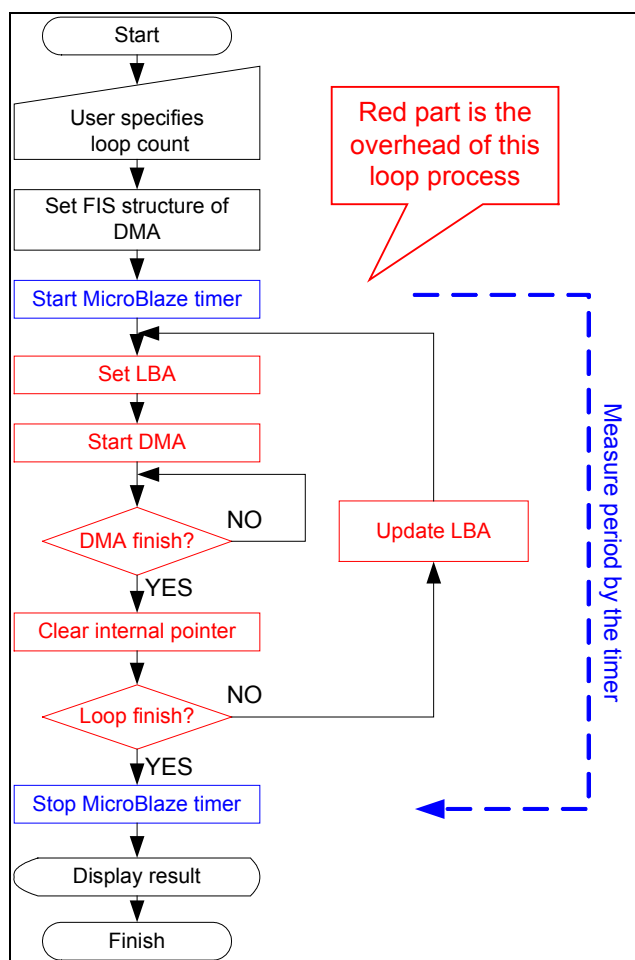 Start
User specifies
loop count
Red part is the
overhead of this
loop process
Set FIS structure of
DMA
Start MicroBlaze timer
Set LBA
Start DMA
NO
DMA finish?
Update LBA
YES
Clear internal pointer
NO
Loop finish?
YES
Stop MicroBlaze timer
Display result
Finish
Measure period by the timer